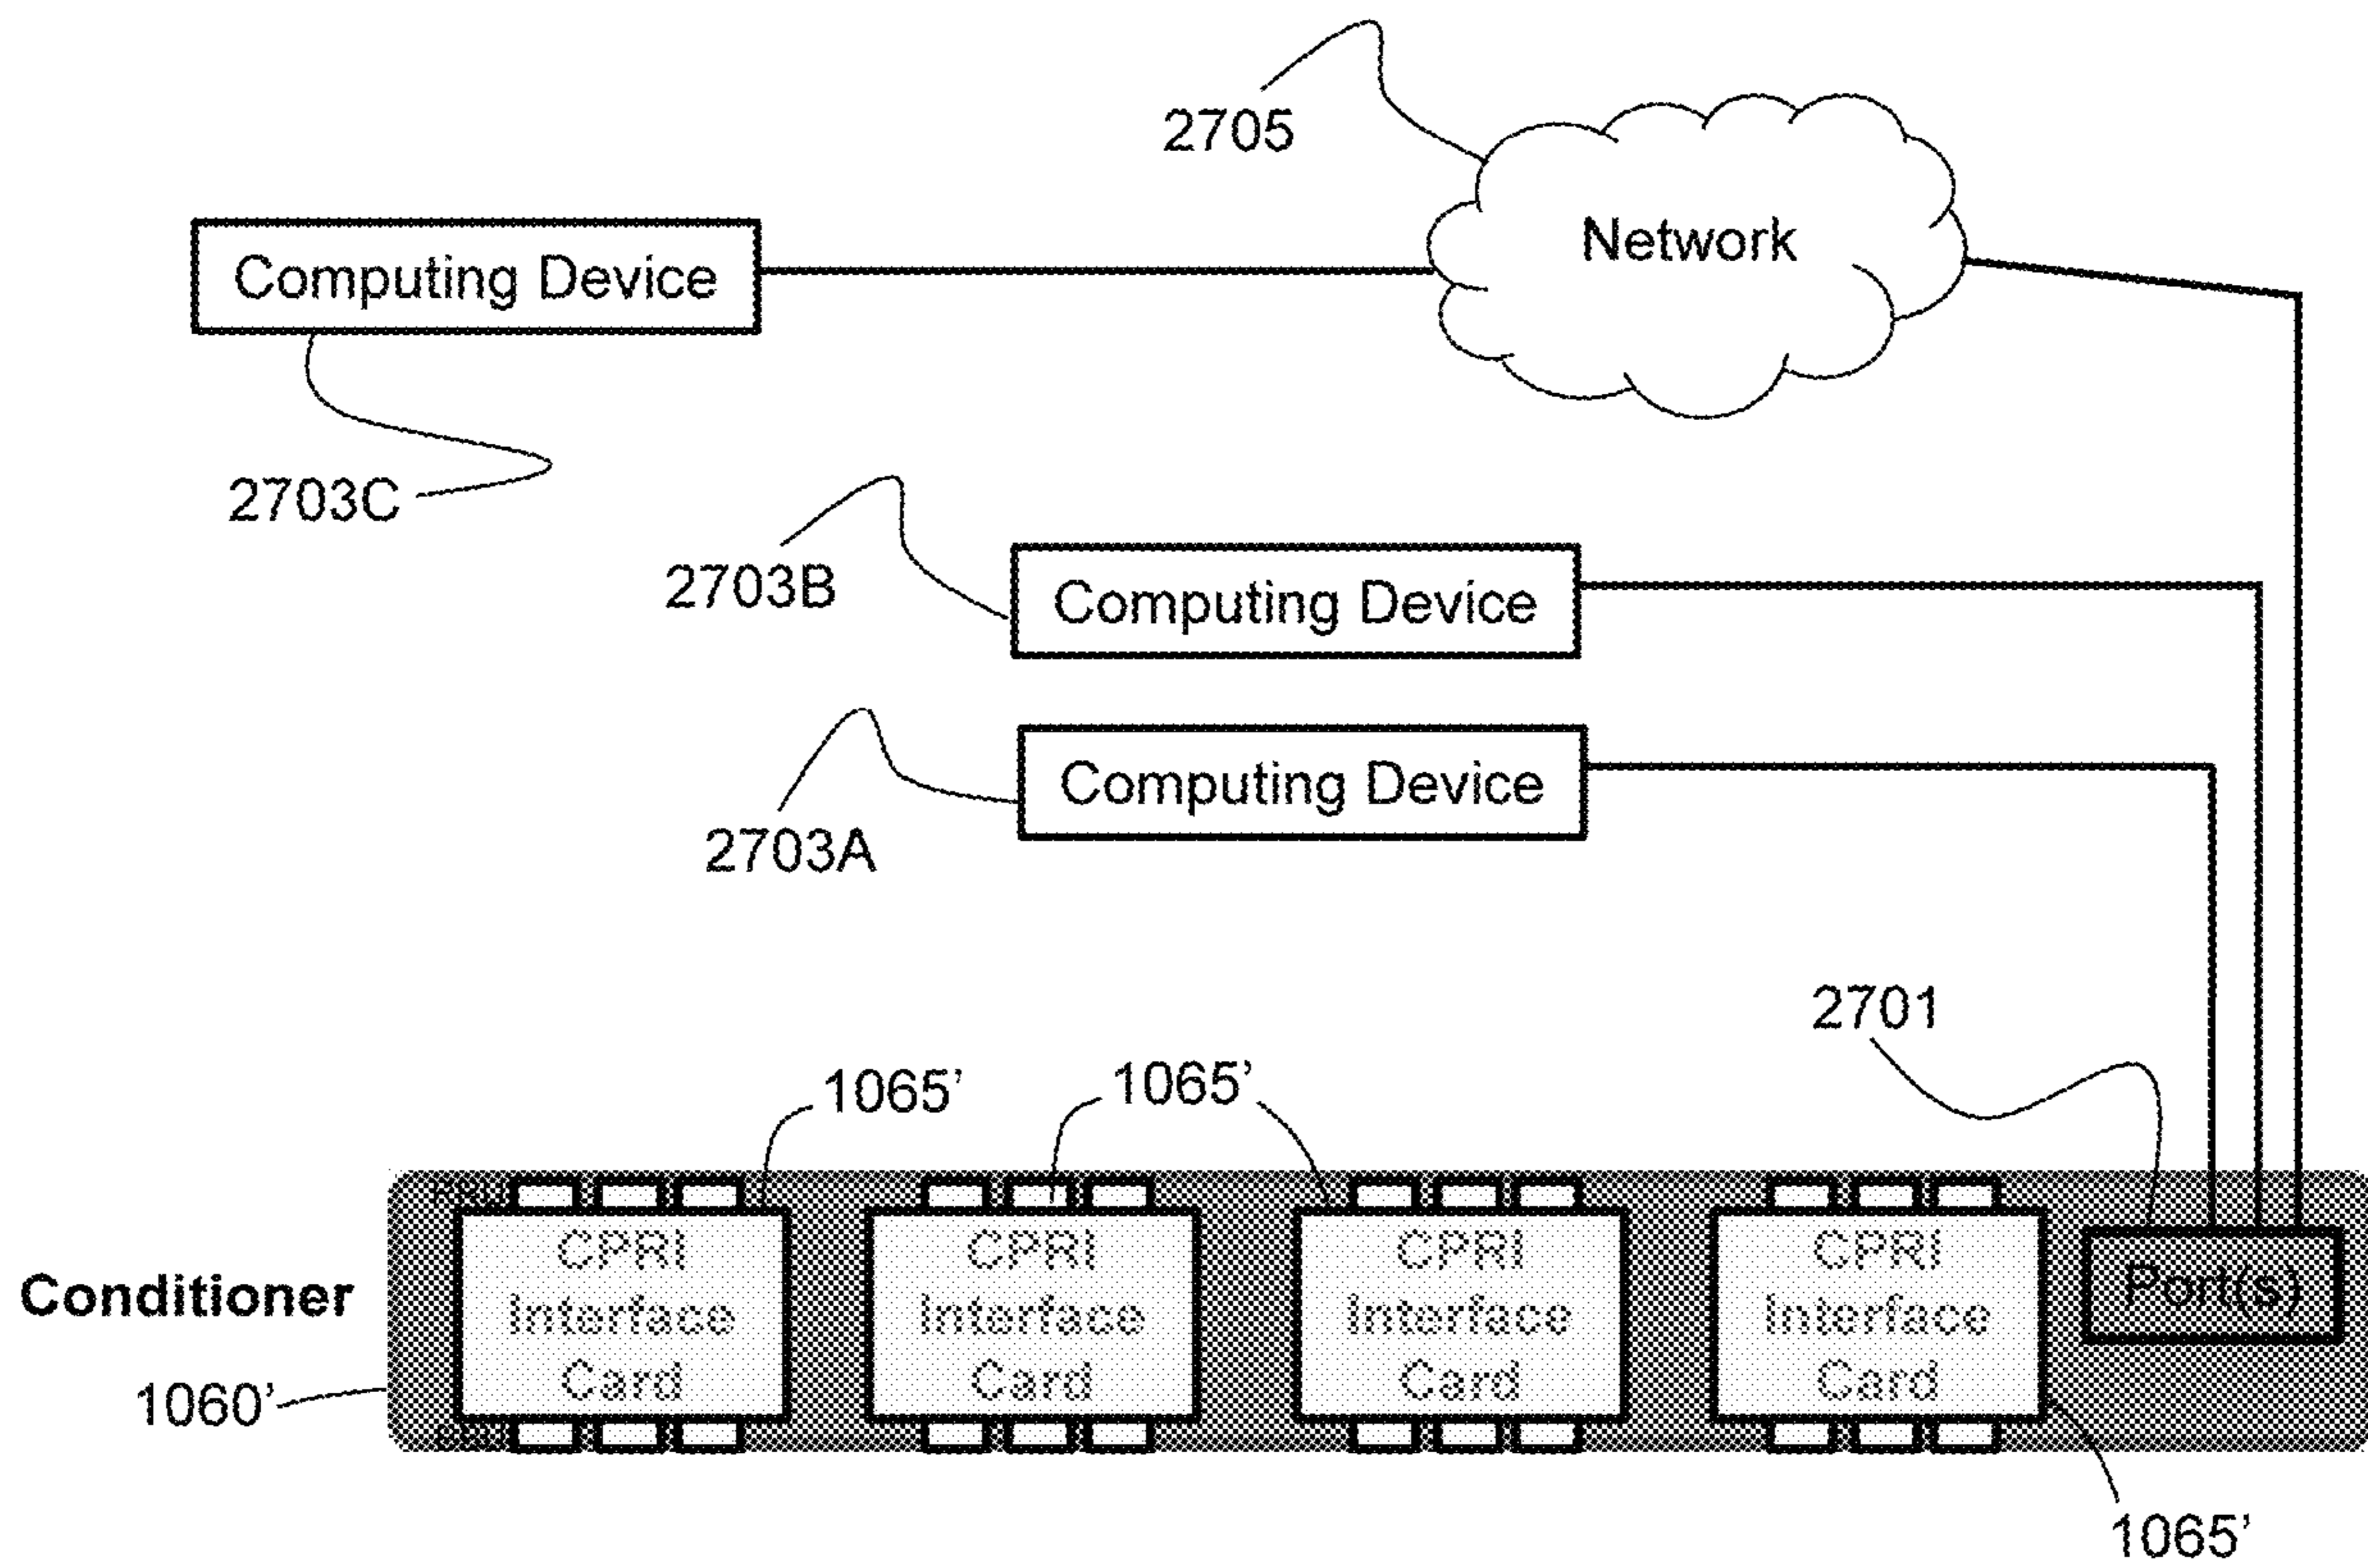 2705
Network
Computing Device
2703C
2703B
Computing Device
Computing Device
2703A
2701
1065’
1065’
Conditioner
1060’
CPRI
Interface
Card
CPRI
Interface
Card
CPRI
Interface
Card
CPRI
Interface
Card
Port(s)
1065’